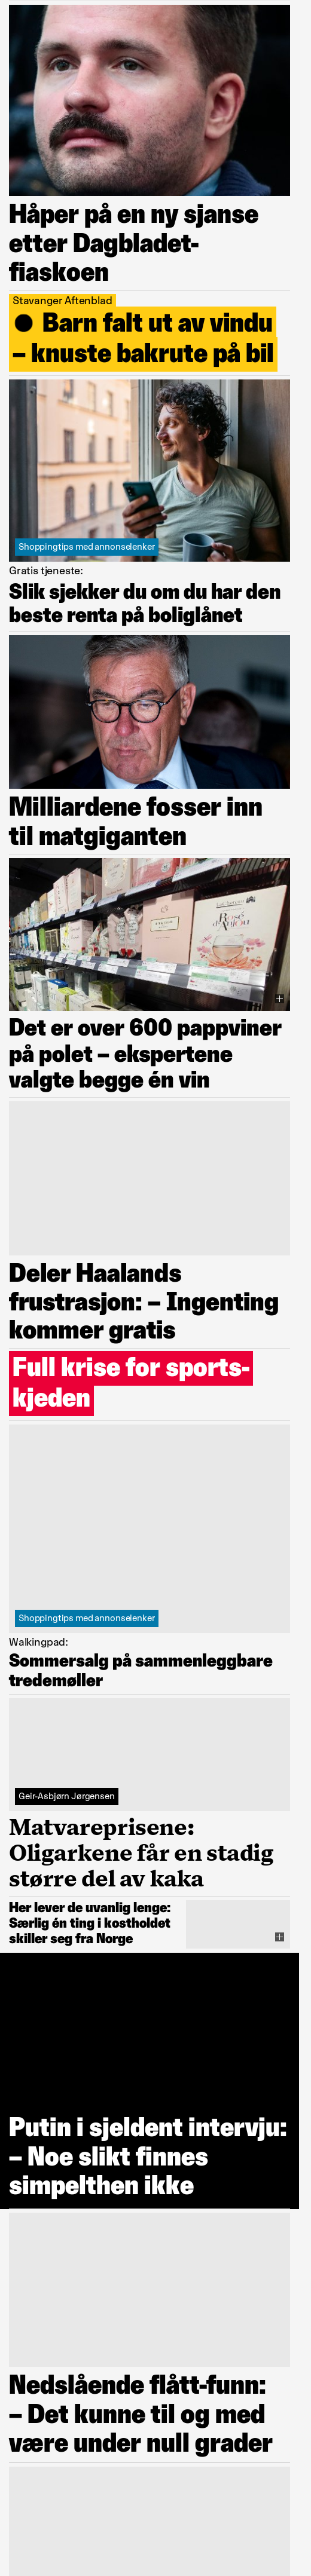 Håper på en ny sjanse
etter Dagbladet-
fiaskoen
Stavanger Aftenblad
● Barn falt ut av vindu
– knuste bakrute på bil
Shoppingtips med annonselenker
Gratis tjeneste:
Slik sjekker du om du har den
beste renta på boliglånet
Milliardene fosser inn
til matgiganten
Det er over 600 pappviner
på polet – ekspertene
valgte begge én vin
Deler Haalands
frustrasjon: – Ingenting
kommer gratis
Full krise for sports-
kjeden
Shoppingtips med annonselenker
Walkingpad:
Sommersalg på sammenleggbare
tredemøller
Geir-Asbjørn Jørgensen
Matvareprisene:
Oligarkene får en stadig
større del av kaka
Her lever de uvanlig lenge:
Særlig én ting i kostholdet
skiller seg fra Norge
Putin i sjeldent intervju:
– Noe slikt finnes
simpelthen ikke
Nedslående flått-funn:
– Det kunne til og med
være under null grader